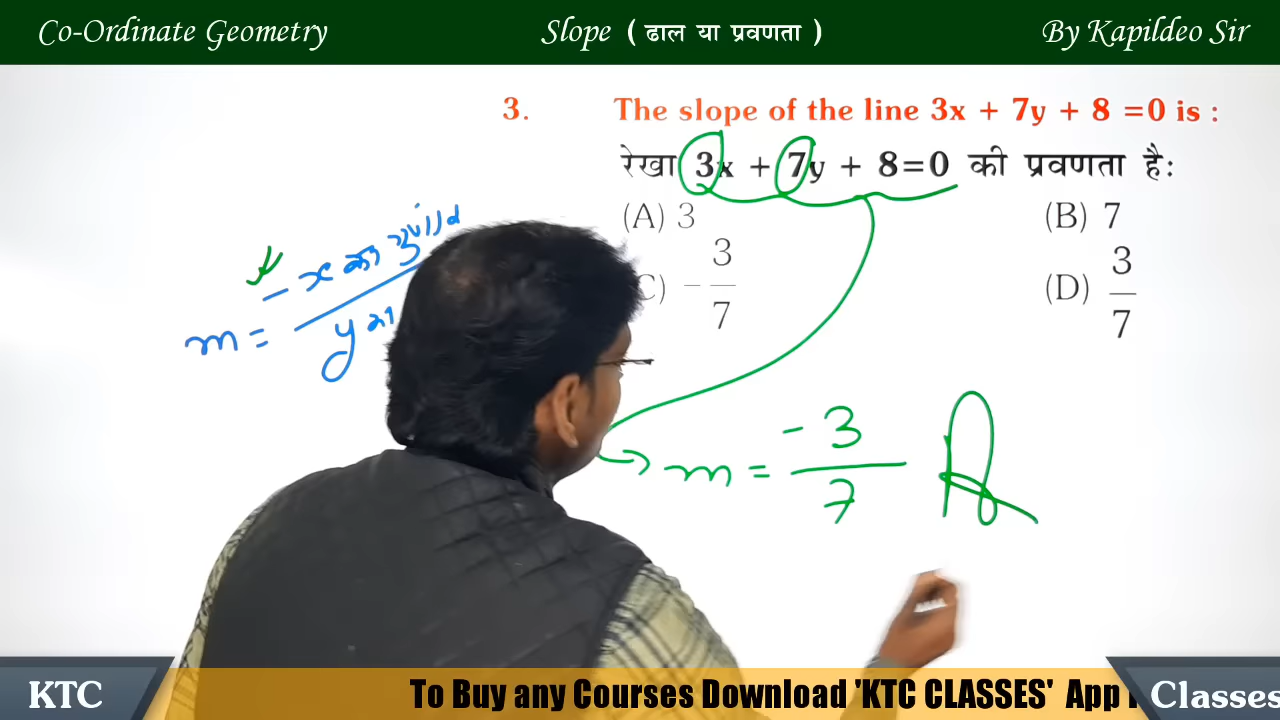 Co-Ordinate Geometry Slope ( ढाल या प्रवणता ) By Kapildeo Sir
3. The slope of the line 3x + 7y + 8 =0 is :
रेखा 3x + 7y + 8=0 की प्रवणता है:
(A) 3 (B) 7
C) -3/7 (D) 3/7
m = -x का गुणांक / y का
m = -3/7
KTC To Buy any Courses Download 'KTC CLASSES' App Classes